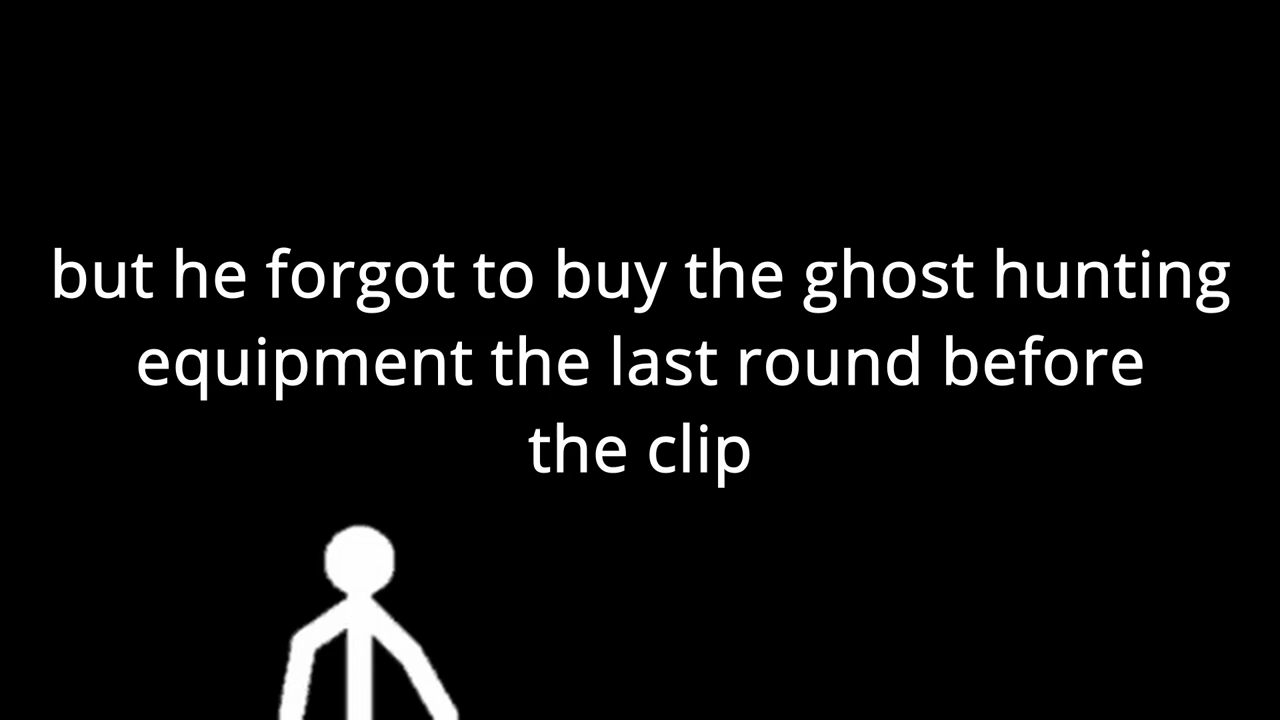 but he forgot to buy the ghost hunting
equipment the last round before
the clip